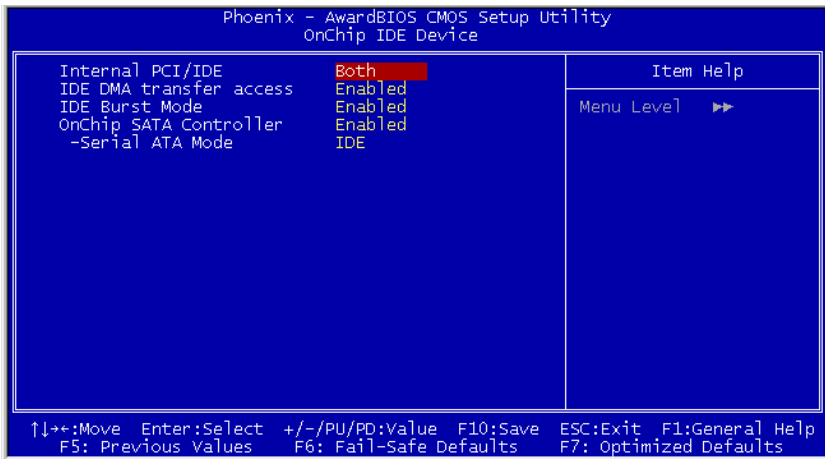 Phoenix - AwardBIOS CMOS Setup Utility
OnChip IDE Device
Internal PCI/IDE Both
IDE DMA transfer access Enabled
IDE Burst Mode Enabled
OnChip SATA Controller Enabled
-Serial ATA Mode IDE
Item Help
Menu Level ▶▶
↑↓→←:Move Enter:Select +/-/PU/PD:Value F10:Save ESC:Exit F1:General Help
F5: Previous Values F6: Fail-Safe Defaults F7: Optimized Defaults